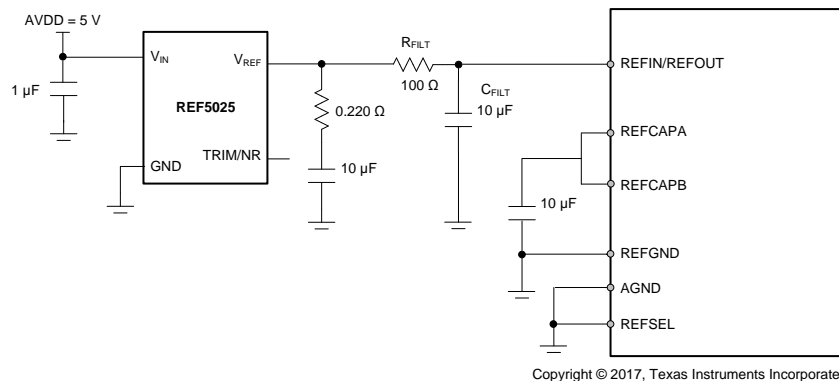 AVDD = 5 V
1 µF
VIN
VREF
REF5025
TRIM/NR
GND
0.220 Ω
10 µF
RFILT
100 Ω
CFILT
10 µF
10 µF
REFIN/REFOUT
REFCAPA
REFCAPB
REFGND
AGND
REFSEL
Copyright © 2017, Texas Instruments Incorporate